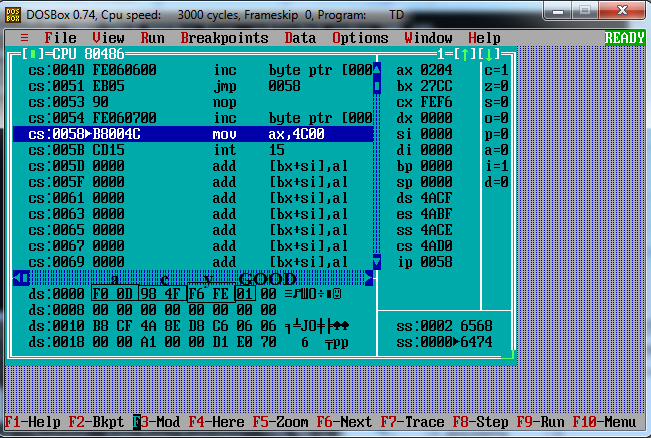 DOSBox 0.74, Cpu speed: 3000 cycles, Frameskip 0, Program: TD
≡ File View Run Breakpoints Data Options Window Help READY
[■]=CPU 80486 1=[↑][↓]
cs:004D FE060600 inc byte ptr [000 ax 0204 c=1
cs:0051 EB05 jmp 0058 bx 27CC z=0
cs:0053 90 nop cx FEF6 s=0
cs:0054 FE060700 inc byte ptr [000 dx 0000 o=0
cs:0058►B8004C mov ax,4C00 si 0000 p=0
cs:005B CD15 int 15 di 0000 a=0
cs:005D 0000 add [bx+si],al bp 0000 i=1
cs:005F 0000 add [bx+si],al sp 0000 d=0
cs:0061 0000 add [bx+si],al ds 4ACF
cs:0063 0000 add [bx+si],al es 4ABF
cs:0065 0000 add [bx+si],al ss 4ACE
cs:0067 0000 add [bx+si],al cs 4AD0
cs:0069 0000 add [bx+si],al ip 0058
a c y GOOD
ds:0000 F0 0D 98 4F F6 FE 01 00
ds:0008 00 00 00 00 00 00 00 00
ds:0010 B8 CF 4A 8E D8 C6 06 06 ss:0002 6568
ds:0018 00 00 A1 00 00 D1 E0 70 ss:0000►6474
F1-Help F2-Bkpt F3-Mod F4-Here F5-Zoom F6-Next F7-Trace F8-Step F9-Run F10-Menu